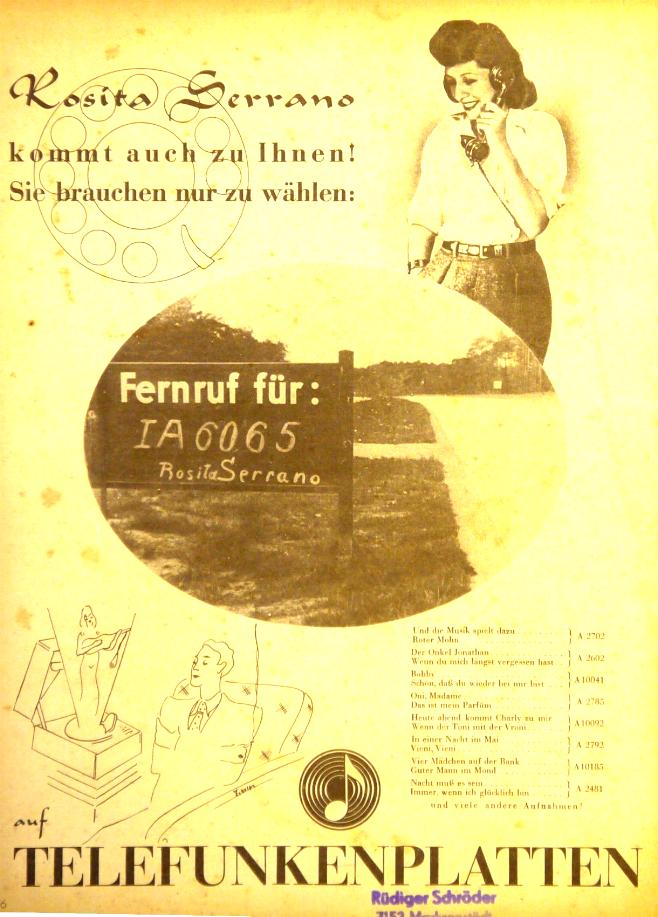 Rosita Serrano
kommt auch zu Ihnen!
Sie brauchen nur zu wählen:
Fernruf für:
IA 6065
Rosita Serrano
Und die Musik spielt dazu
Roter Mohn } A 2702
Der Onkel Jonathan
Wenn du mich längst vergessen hast } A 2602
Bublo
Schön, daß du wieder bei mir bist } A 10041
Oui, Madame
Das ist mein Parfüm } A 2785
Heute abend kommt Charly zu mir
Wenn der Toni mit der Vroni } A 10092
In einer Nacht im Mai
Vieni, Vieni } A 2792
Vier Mädchen auf der Bank
Guter Mann im Mond } A 10185
Nacht muß es sein
Immer, wenn ich glücklich bin } A 2481
und viele andere Aufnahmen!
auf
TELEFUNKENPLATTEN
Rüdiger Schröder
7153
6